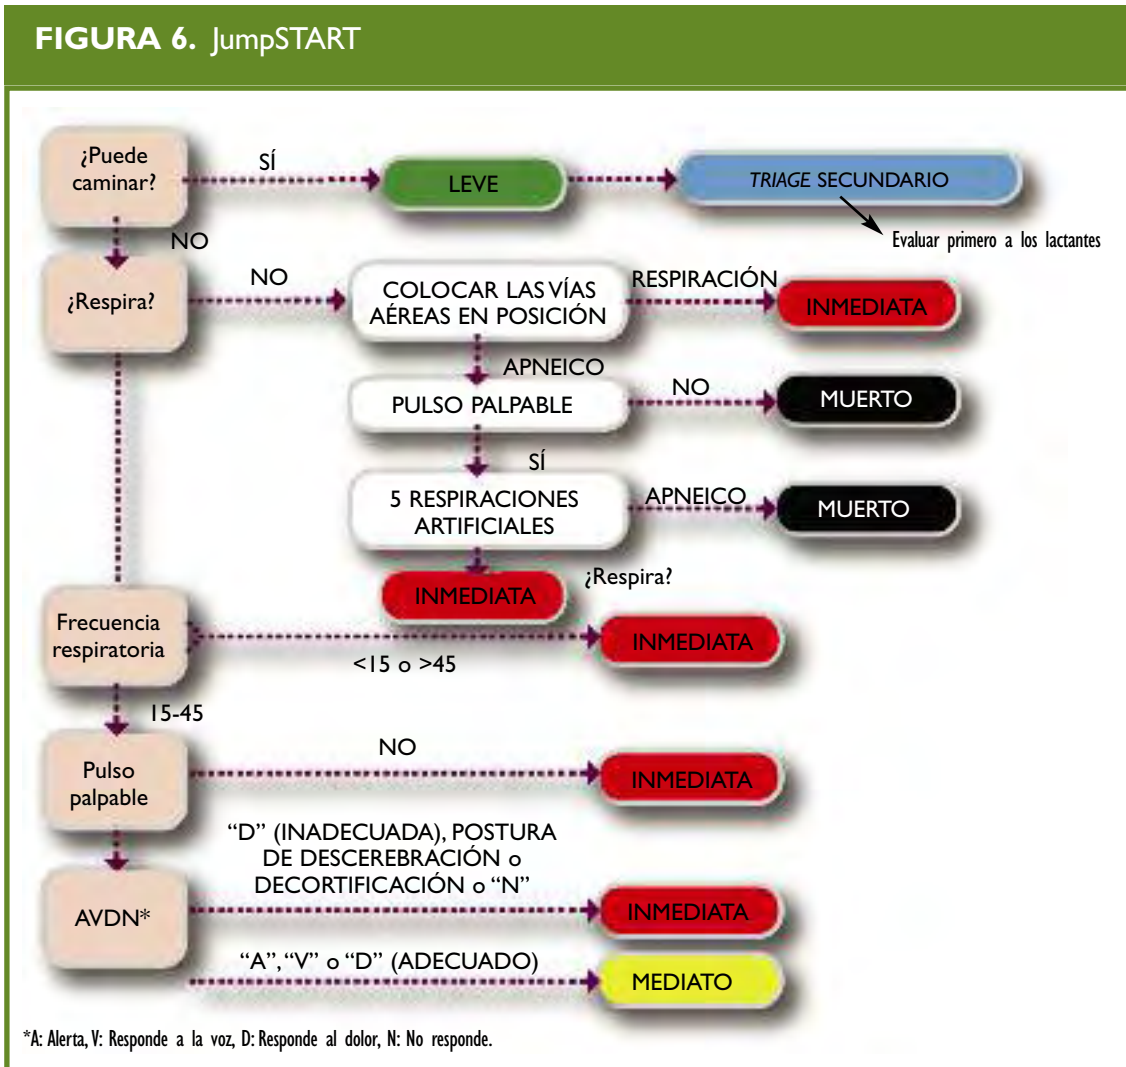 FIGURA 6. JumpSTART
¿Puede
caminar?
SÍ
LEVE
TRIAGE SECUNDARIO
Evaluar primero a los lactantes
NO
¿Respira?
NO
COLOCAR LAS VÍAS
AÉREAS EN POSICIÓN
RESPIRACIÓN
INMEDIATA
APNEICO
PULSO PALPABLE
NO
MUERTO
SÍ
5 RESPIRACIONES
ARTIFICIALES
APNEICO
MUERTO
¿Respira?
INMEDIATA
Frecuencia
respiratoria
<15 o >45
INMEDIATA
15-45
Pulso
palpable
NO
INMEDIATA
“D” (INADECUADA), POSTURA
DE DESCEREBRACIÓN o
DECORTIFICACIÓN o “N”
AVDN*
INMEDIATA
“A”, “V” o “D” (ADECUADO)
MEDIATO
*A: Alerta, V: Responde a la voz, D: Responde al dolor, N: No responde.